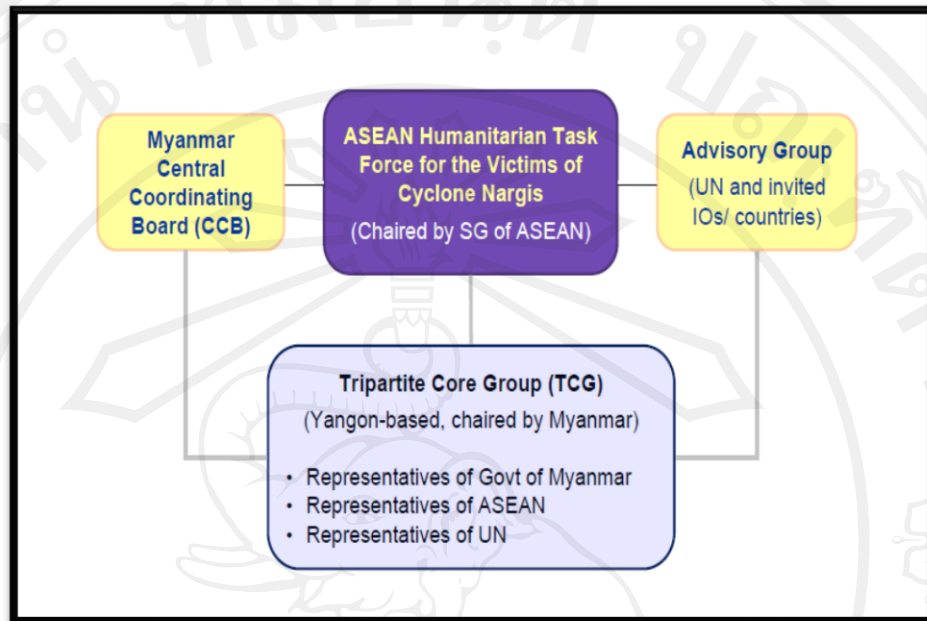 Myanmar
Central
Coordinating
Board (CCB)
ASEAN Humanitarian Task
Force for the Victims of
Cyclone Nargis
(Chaired by SG of ASEAN)
Advisory Group
(UN and invited
IOs/ countries)
Tripartite Core Group (TCG)
(Yangon-based, chaired by Myanmar)
• Representatives of Govt of Myanmar
• Representatives of ASEAN
• Representatives of UN